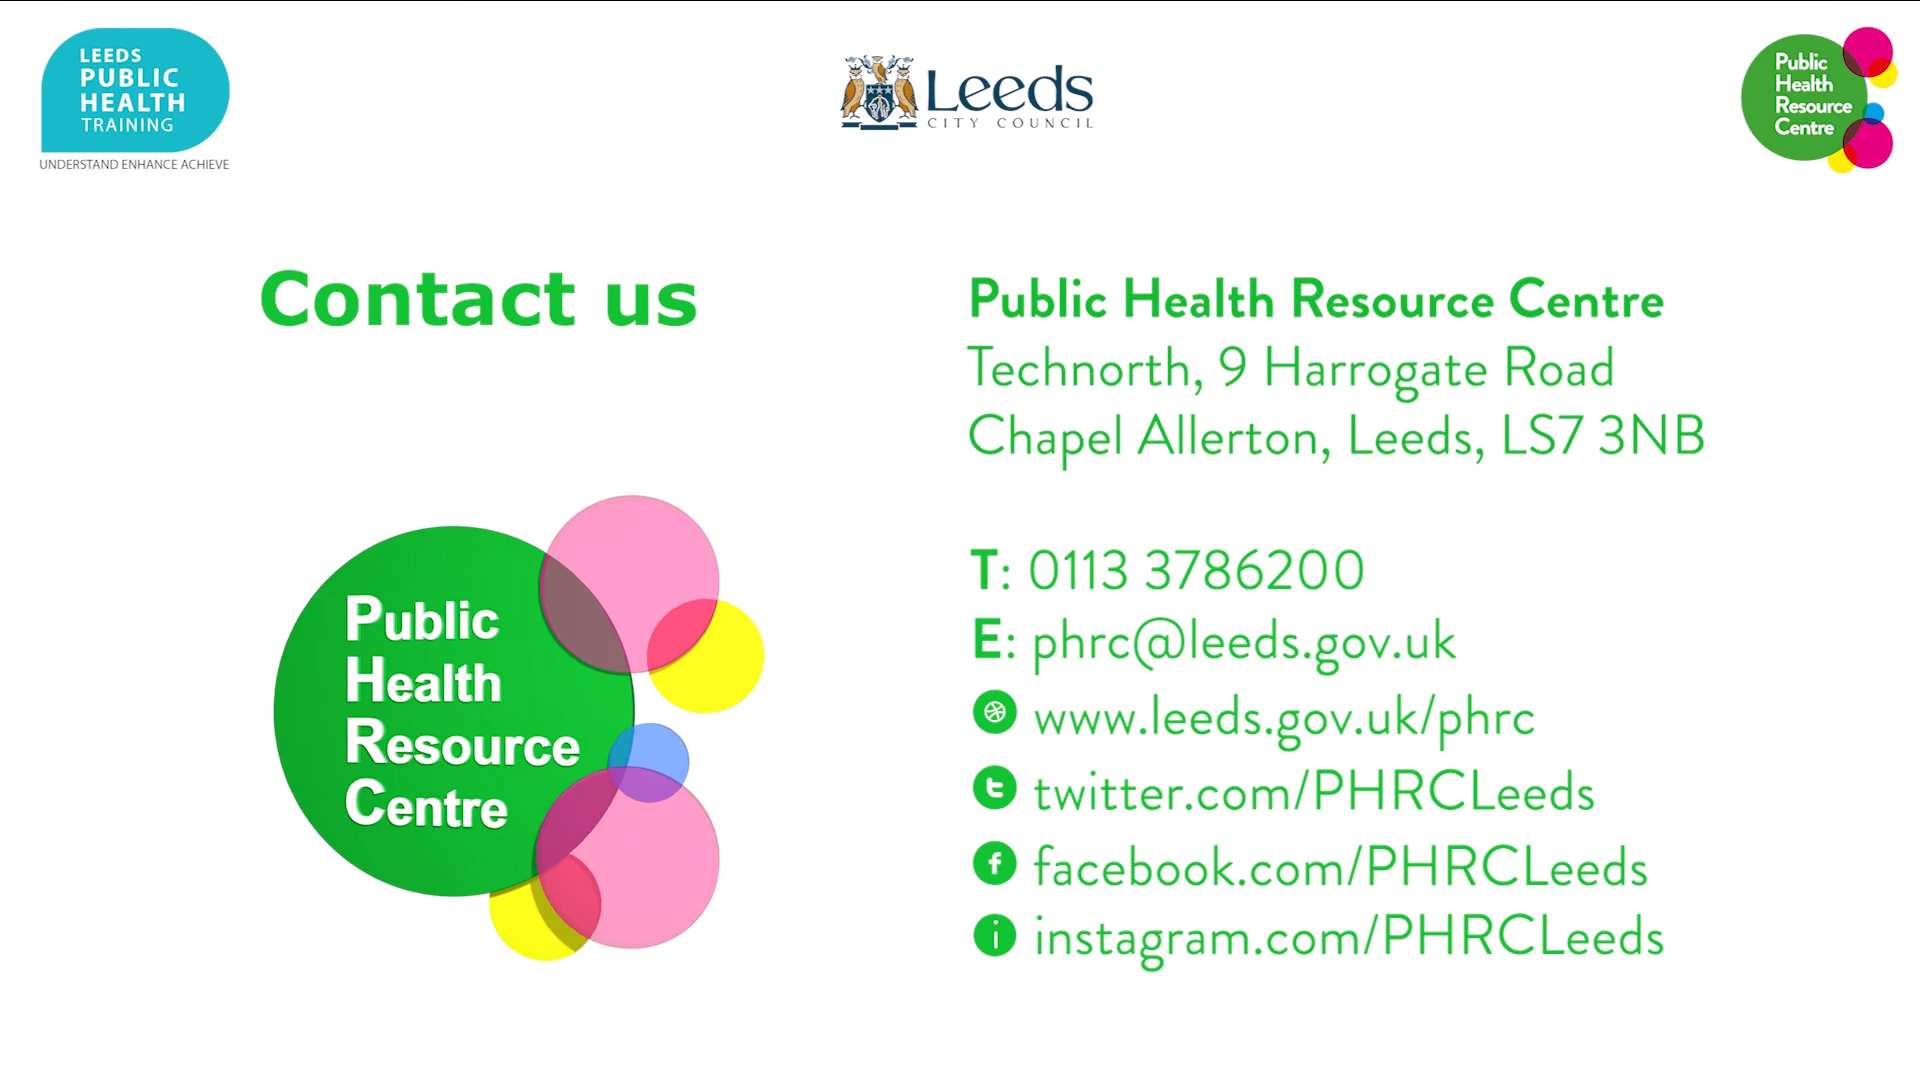 LEEDS
PUBLIC
HEALTH
TRAINING
UNDERSTAND ENHANCE ACHIEVE
Leeds
CITY COUNCIL
Public
Health
Resource
Centre
Contact us
Public
Health
Resource
Centre
Public Health Resource Centre
Technorth, 9 Harrogate Road
Chapel Allerton, Leeds, LS7 3NB
T: 0113 3786200
E: phrc@leeds.gov.uk
www.leeds.gov.uk/phrc
twitter.com/PHRCLeeds
facebook.com/PHRCLeeds
instagram.com/PHRCLeeds